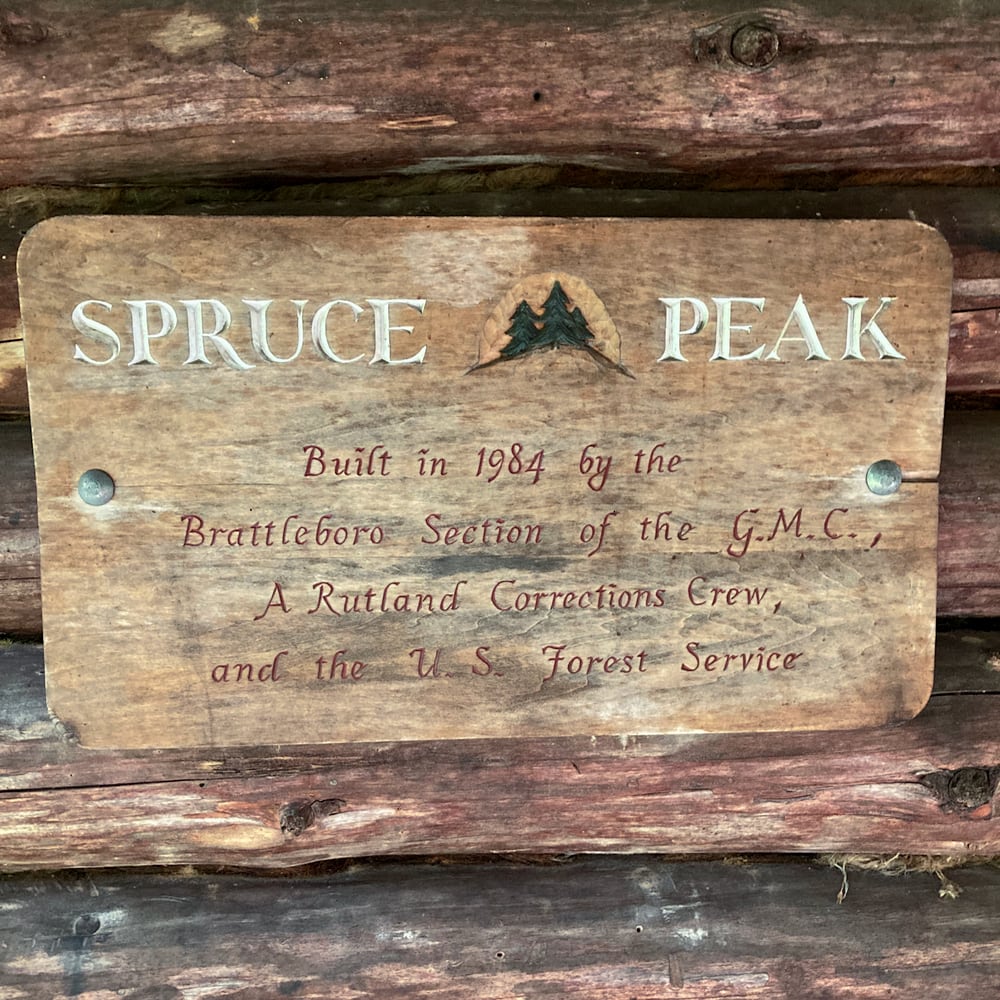 SPRUCE PEAK
Built in 1984 by the
Brattleboro Section of the G.M.C.,
A Rutland Corrections Crew,
and the U.S. Forest Service